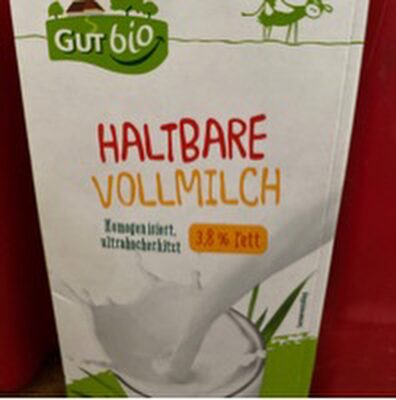 GUT bio
HALTBARE
VOLLMILCH
Homogenisiert,
ultrahocherhitzt
3,8 % Fett